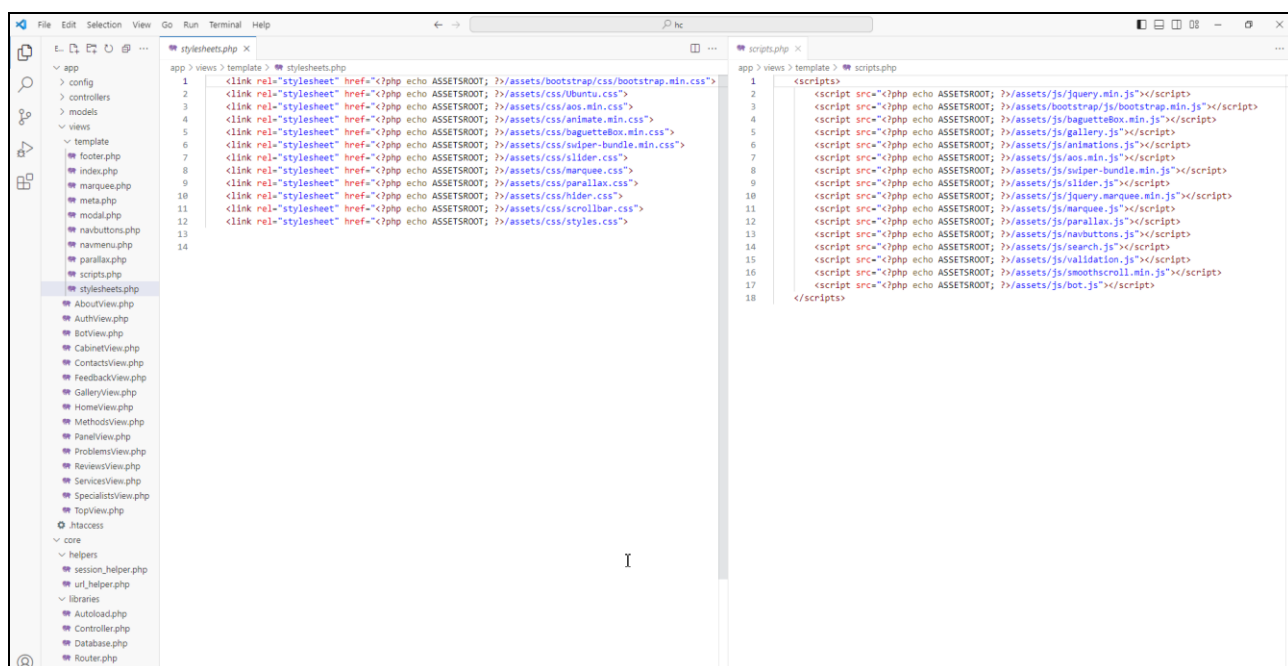 File Edit Selection View Go Run Terminal Help
hc
E...
app
config
controllers
models
views
template
footer.php
index.php
marquee.php
meta.php
modal.php
navbuttons.php
navmenu.php
parallax.php
scripts.php
stylesheets.php
AboutView.php
AuthView.php
BotView.php
CabinetView.php
ContactsView.php
FeedbackView.php
GalleryView.php
HomeView.php
MethodsView.php
PanelView.php
ProblemsView.php
ReviewsView.php
ServicesView.php
SpecialistsView.php
TopView.php
.htaccess
core
helpers
session_helper.php
url_helper.php
libraries
Autoload.php
Controller.php
Database.php
Router.php
stylesheets.php
app > views > template > stylesheets.php
1 <link rel="stylesheet" href="<?php echo ASSETSROOT; ?>/assets/bootstrap/css/bootstrap.min.css">
2 <link rel="stylesheet" href="<?php echo ASSETSROOT; ?>/assets/css/Ubuntu.css">
3 <link rel="stylesheet" href="<?php echo ASSETSROOT; ?>/assets/css/aos.min.css">
4 <link rel="stylesheet" href="<?php echo ASSETSROOT; ?>/assets/css/animate.min.css">
5 <link rel="stylesheet" href="<?php echo ASSETSROOT; ?>/assets/css/baguetteBox.min.css">
6 <link rel="stylesheet" href="<?php echo ASSETSROOT; ?>/assets/css/swiper-bundle.min.css">
7 <link rel="stylesheet" href="<?php echo ASSETSROOT; ?>/assets/css/slider.css">
8 <link rel="stylesheet" href="<?php echo ASSETSROOT; ?>/assets/css/marquee.css">
9 <link rel="stylesheet" href="<?php echo ASSETSROOT; ?>/assets/css/parallax.css">
10 <link rel="stylesheet" href="<?php echo ASSETSROOT; ?>/assets/css/hider.css">
11 <link rel="stylesheet" href="<?php echo ASSETSROOT; ?>/assets/css/scrollbar.css">
12 <link rel="stylesheet" href="<?php echo ASSETSROOT; ?>/assets/css/styles.css">
13
14
scripts.php
app > views > template > scripts.php
1 <scripts>
2 <script src="<?php echo ASSETSROOT; ?>/assets/js/jquery.min.js"></script>
3 <script src="<?php echo ASSETSROOT; ?>/assets/bootstrap/js/bootstrap.min.js"></script>
4 <script src="<?php echo ASSETSROOT; ?>/assets/js/baguetteBox.min.js"></script>
5 <script src="<?php echo ASSETSROOT; ?>/assets/js/gallery.js"></script>
6 <script src="<?php echo ASSETSROOT; ?>/assets/js/animations.js"></script>
7 <script src="<?php echo ASSETSROOT; ?>/assets/js/aos.min.js"></script>
8 <script src="<?php echo ASSETSROOT; ?>/assets/js/swiper-bundle.min.js"></script>
9 <script src="<?php echo ASSETSROOT; ?>/assets/js/slider.js"></script>
10 <script src="<?php echo ASSETSROOT; ?>/assets/js/jquery.marquee.min.js"></script>
11 <script src="<?php echo ASSETSROOT; ?>/assets/js/marquee.js"></script>
12 <script src="<?php echo ASSETSROOT; ?>/assets/js/parallax.js"></script>
13 <script src="<?php echo ASSETSROOT; ?>/assets/js/navbuttons.js"></script>
14 <script src="<?php echo ASSETSROOT; ?>/assets/js/search.js"></script>
15 <script src="<?php echo ASSETSROOT; ?>/assets/js/validation.js"></script>
16 <script src="<?php echo ASSETSROOT; ?>/assets/js/smoothscroll.min.js"></script>
17 <script src="<?php echo ASSETSROOT; ?>/assets/js/bot.js"></script>
18 </scripts>